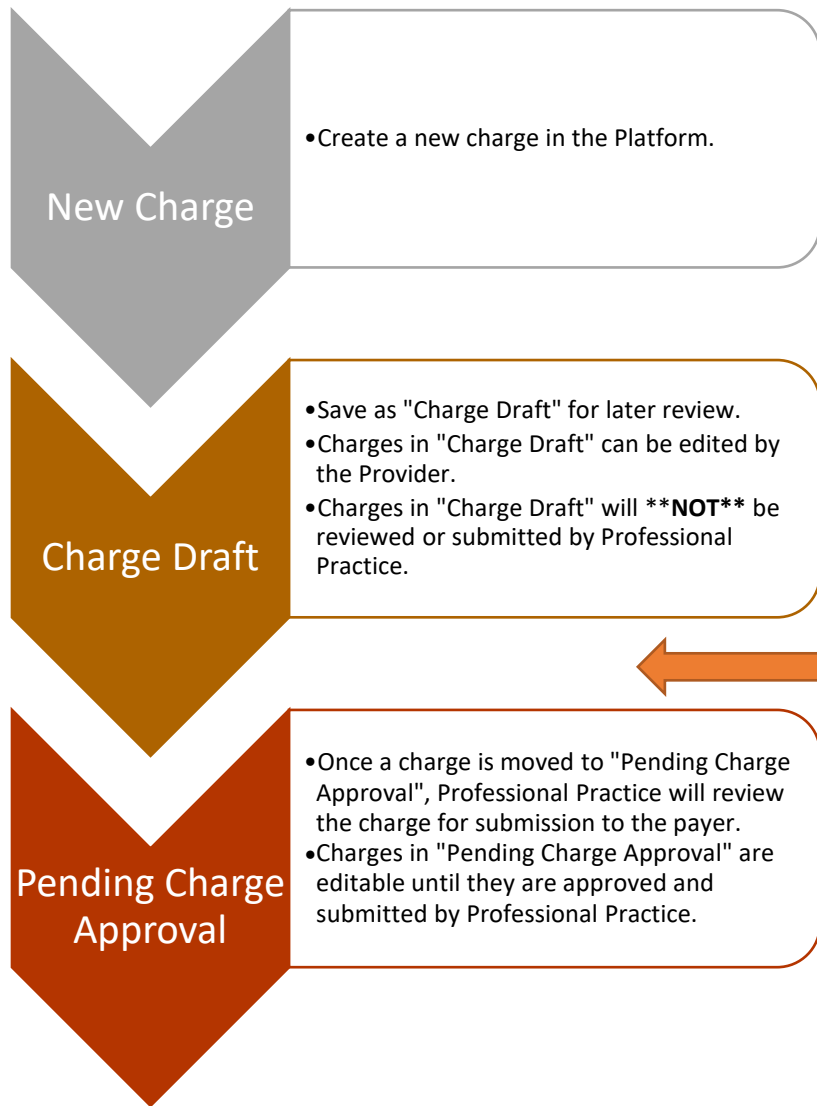 •Create a new charge in the Platform.
New Charge
•Save as "Charge Draft" for later review.
•Charges in "Charge Draft" can be edited by
the Provider.
•Charges in "Charge Draft" will **NOT** be
reviewed or submitted by Professional
Practice.
Charge Draft
•Once a charge is moved to "Pending Charge
Approval", Professional Practice will review
the charge for submission to the payer.
•Charges in "Pending Charge Approval" are
editable until they are approved and
submitted by Professional Practice.
Pending Charge
Approval